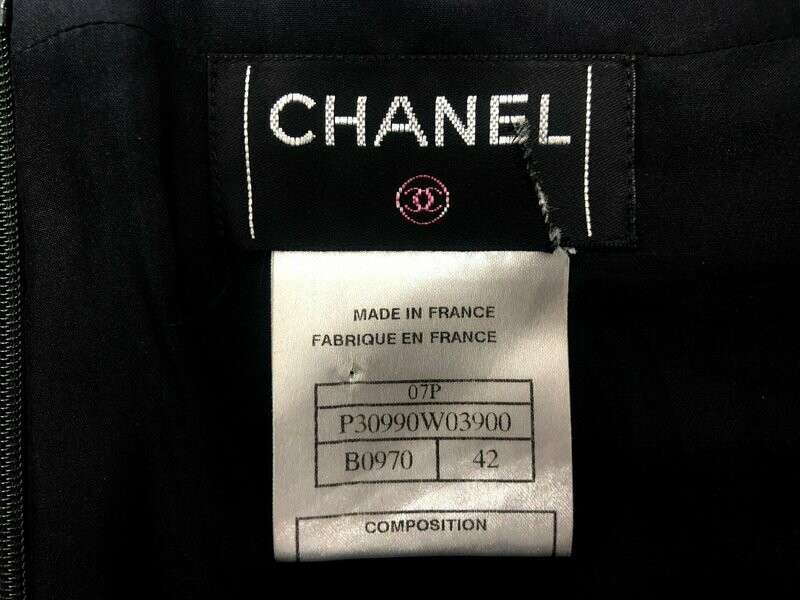 CHANEL
MADE IN FRANCE
FABRIQUE EN FRANCE
07P
P30990W03900
B0970 42
COMPOSITION